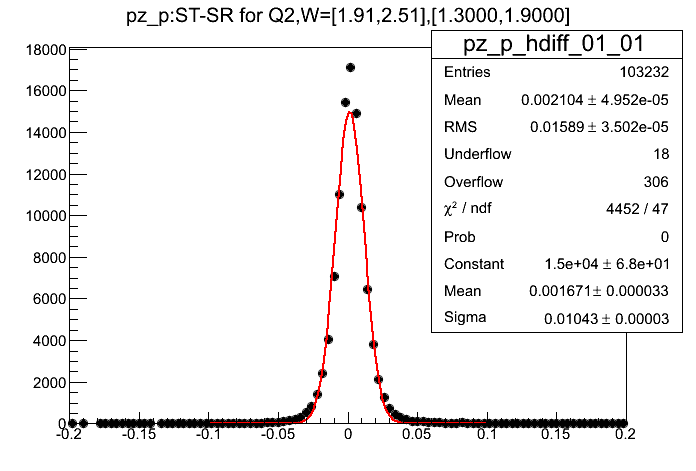 pz_p:ST-SR for Q2,W=[1.91,2.51],[1.3000,1.9000]
pz_p_hdiff_01_01
Entries 103232
Mean 0.002104 ± 4.952e-05
RMS 0.01589 ± 3.502e-05
Underflow 18
Overflow 306
χ² / ndf 4452 / 47
Prob 0
Constant 1.5e+04 ± 6.8e+01
Mean 0.001671 ± 0.000033
Sigma 0.01043 ± 0.00003
18000
16000
14000
12000
10000
8000
6000
4000
2000
0
-0.2 -0.15 -0.1 -0.05 0 0.05 0.1 0.15 0.2